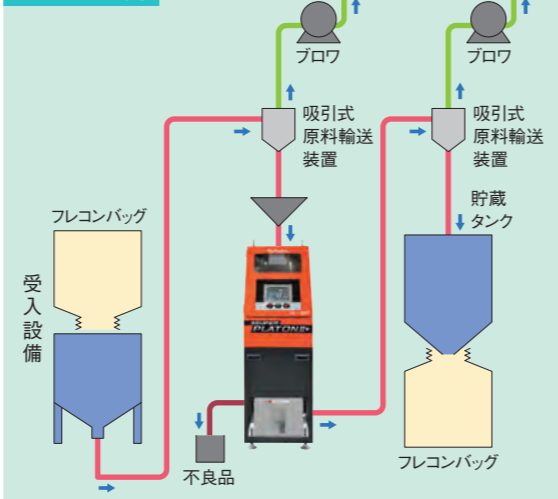 ブロワ
ブロワ
吸引式
原料輸送
装置
吸引式
原料輸送
装置
フレコンバッグ
貯蔵
タンク
受入設備
PLATON
不良品
フレコンバッグ